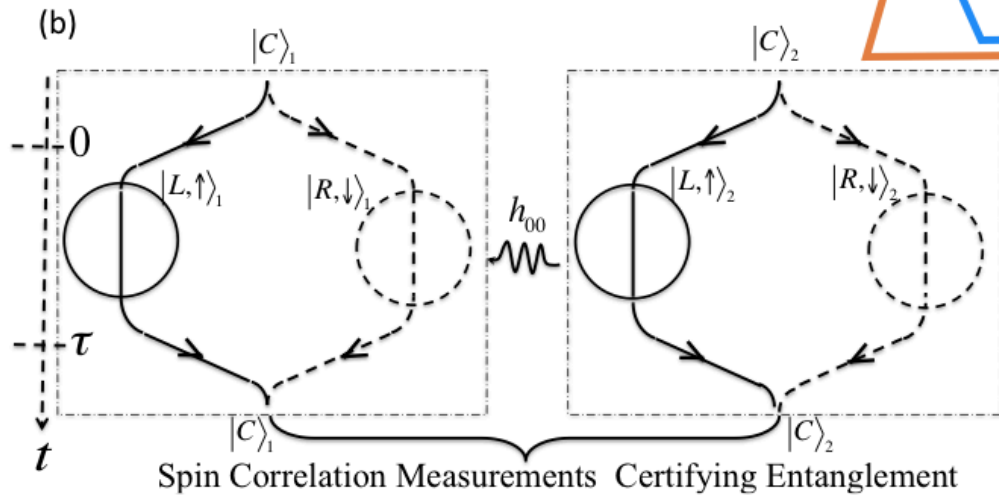 (b)
|C⟩₁ |C⟩₂
0
|L,↑⟩₁ |R,↓⟩₁ h₀₀ |L,↑⟩₂ |R,↓⟩₂
τ
|C⟩₁ |C⟩₂
t
Spin Correlation Measurements Certifying Entanglement